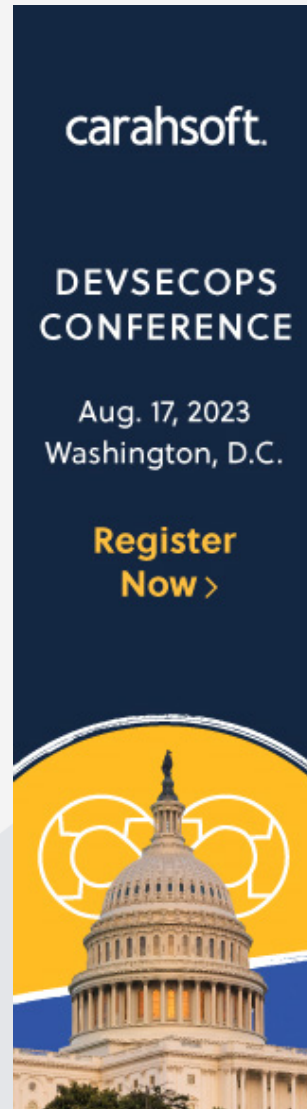 carahsoft.
DEVSECOPS
CONFERENCE
Aug. 17, 2023
Washington, D.C.
Register
Now >